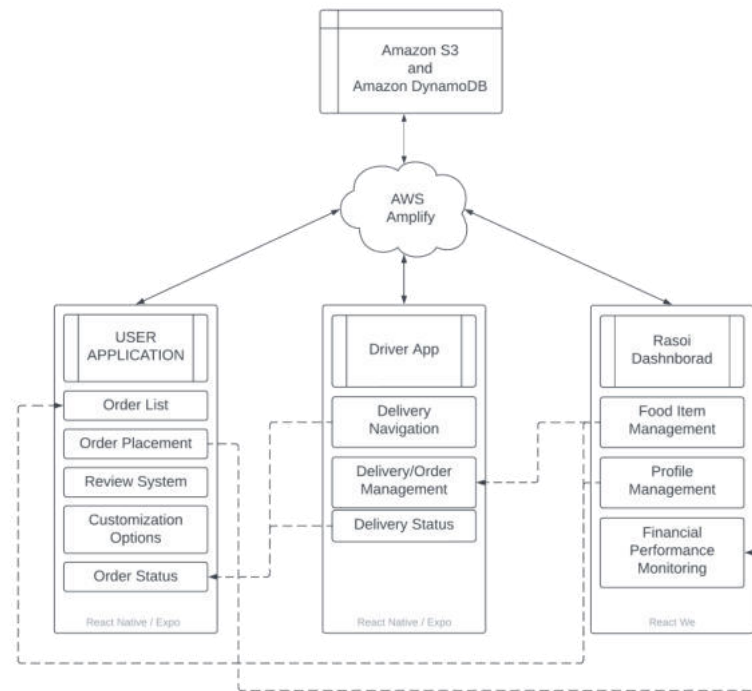 Amazon S3
and
Amazon DynamoDB
AWS
Amplify
USER
APPLICATION
Order List
Order Placement
Review System
Customization
Options
Order Status
React Native / Expo
Driver App
Delivery
Navigation
Delivery/Order
Management
Delivery Status
React Native / Expo
Rasoi
Dashnborad
Food Item
Management
Profile
Management
Financial
Performance
Monitoring
React We